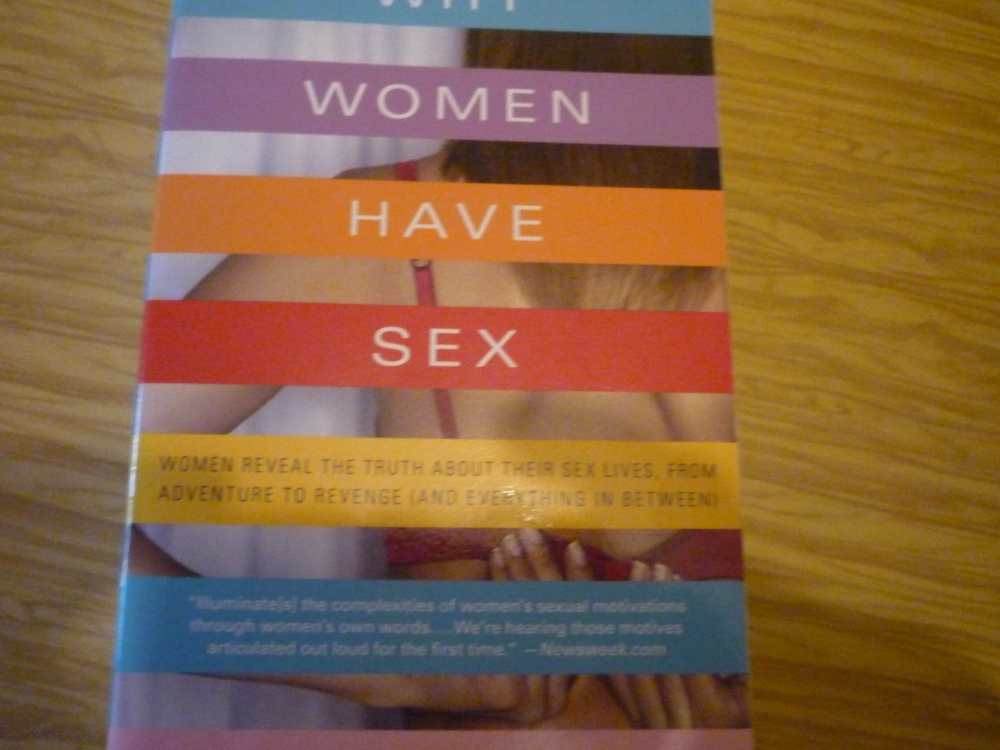 WHY
WOMEN
HAVE
SEX
WOMEN REVEAL THE TRUTH ABOUT THEIR SEX LIVES, FROM
ADVENTURE TO REVENGE (AND EVERYTHING IN BETWEEN)
"Illuminate[s] the complexities of women's sexual motivations
through women's own words....We're hearing those motives
articulated out loud for the first time." —Newsweek.com